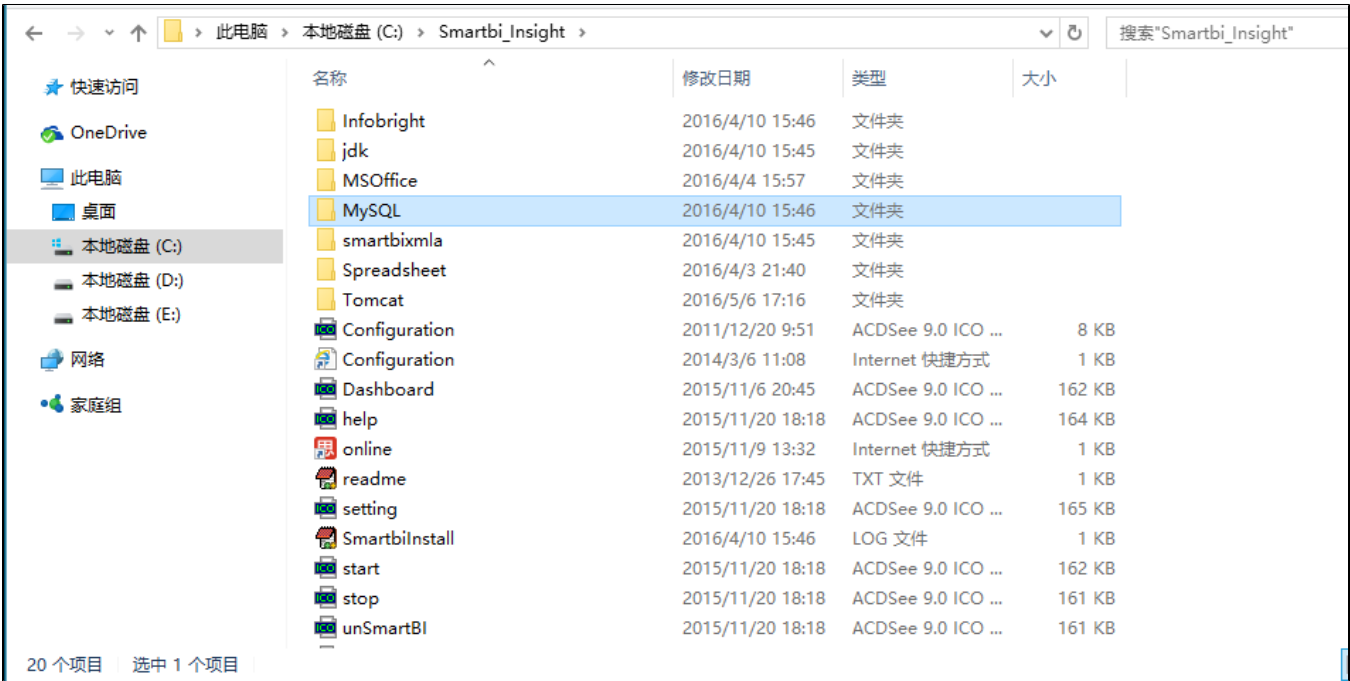 此电脑 › 本地磁盘 (C:) › Smartbi_Insight ›
搜索"Smartbi_Insight"
快速访问
OneDrive
此电脑
桌面
本地磁盘 (C:)
本地磁盘 (D:)
本地磁盘 (E:)
网络
家庭组
名称 修改日期 类型 大小
Infobright 2016/4/10 15:46 文件夹
jdk 2016/4/10 15:45 文件夹
MSOffice 2016/4/4 15:57 文件夹
MySQL 2016/4/10 15:46 文件夹
smartbixmla 2016/4/10 15:45 文件夹
Spreadsheet 2016/4/3 21:40 文件夹
Tomcat 2016/5/6 17:16 文件夹
Configuration 2011/12/20 9:51 ACDSee 9.0 ICO ... 8 KB
Configuration 2014/3/6 11:08 Internet 快捷方式 1 KB
Dashboard 2015/11/6 20:45 ACDSee 9.0 ICO ... 162 KB
help 2015/11/20 18:18 ACDSee 9.0 ICO ... 164 KB
online 2015/11/9 13:32 Internet 快捷方式 1 KB
readme 2013/12/26 17:45 TXT 文件 1 KB
setting 2015/11/20 18:18 ACDSee 9.0 ICO ... 165 KB
SmartbiInstall 2016/4/10 15:46 LOG 文件 1 KB
start 2015/11/20 18:18 ACDSee 9.0 ICO ... 162 KB
stop 2015/11/20 18:18 ACDSee 9.0 ICO ... 161 KB
unSmartBI 2015/11/20 18:18 ACDSee 9.0 ICO ... 161 KB
20 个项目 选中 1 个项目